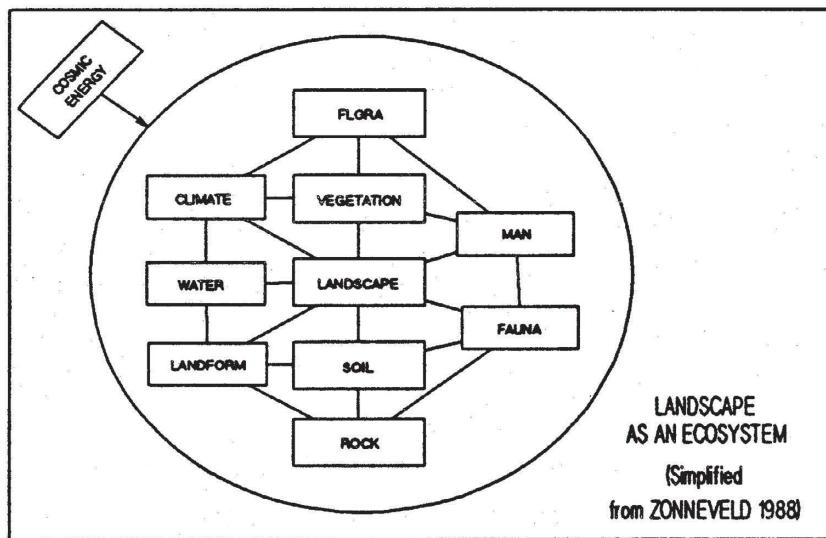 COSMIC
ENERGY
FLGRA
CLIMATE
VEGETATION
MAN
WATER
LANDSCAPE
FAUNA
LANDFORM
SOIL
ROCK
LANDSCAPE
AS AN ECOSYSTEM
(Simplified
from ZONNEVELD 1988)